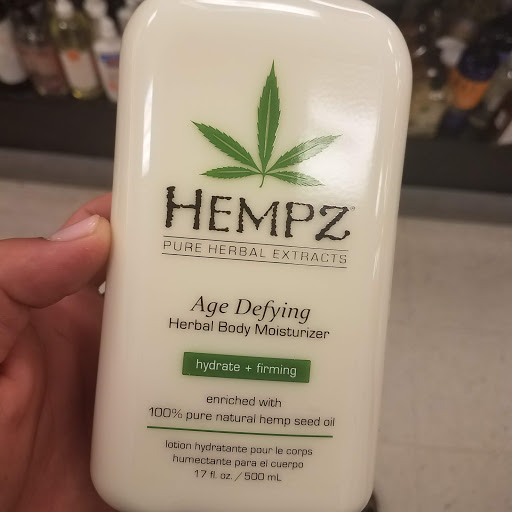 HEMPZ
PURE HERBAL EXTRACTS
Age Defying
Herbal Body Moisturizer
hydrate + firming
enriched with
100% pure natural hemp seed oil
lotion hydratante pour le corps
humectante para el cuerpo
17 fl. oz. / 500 mL